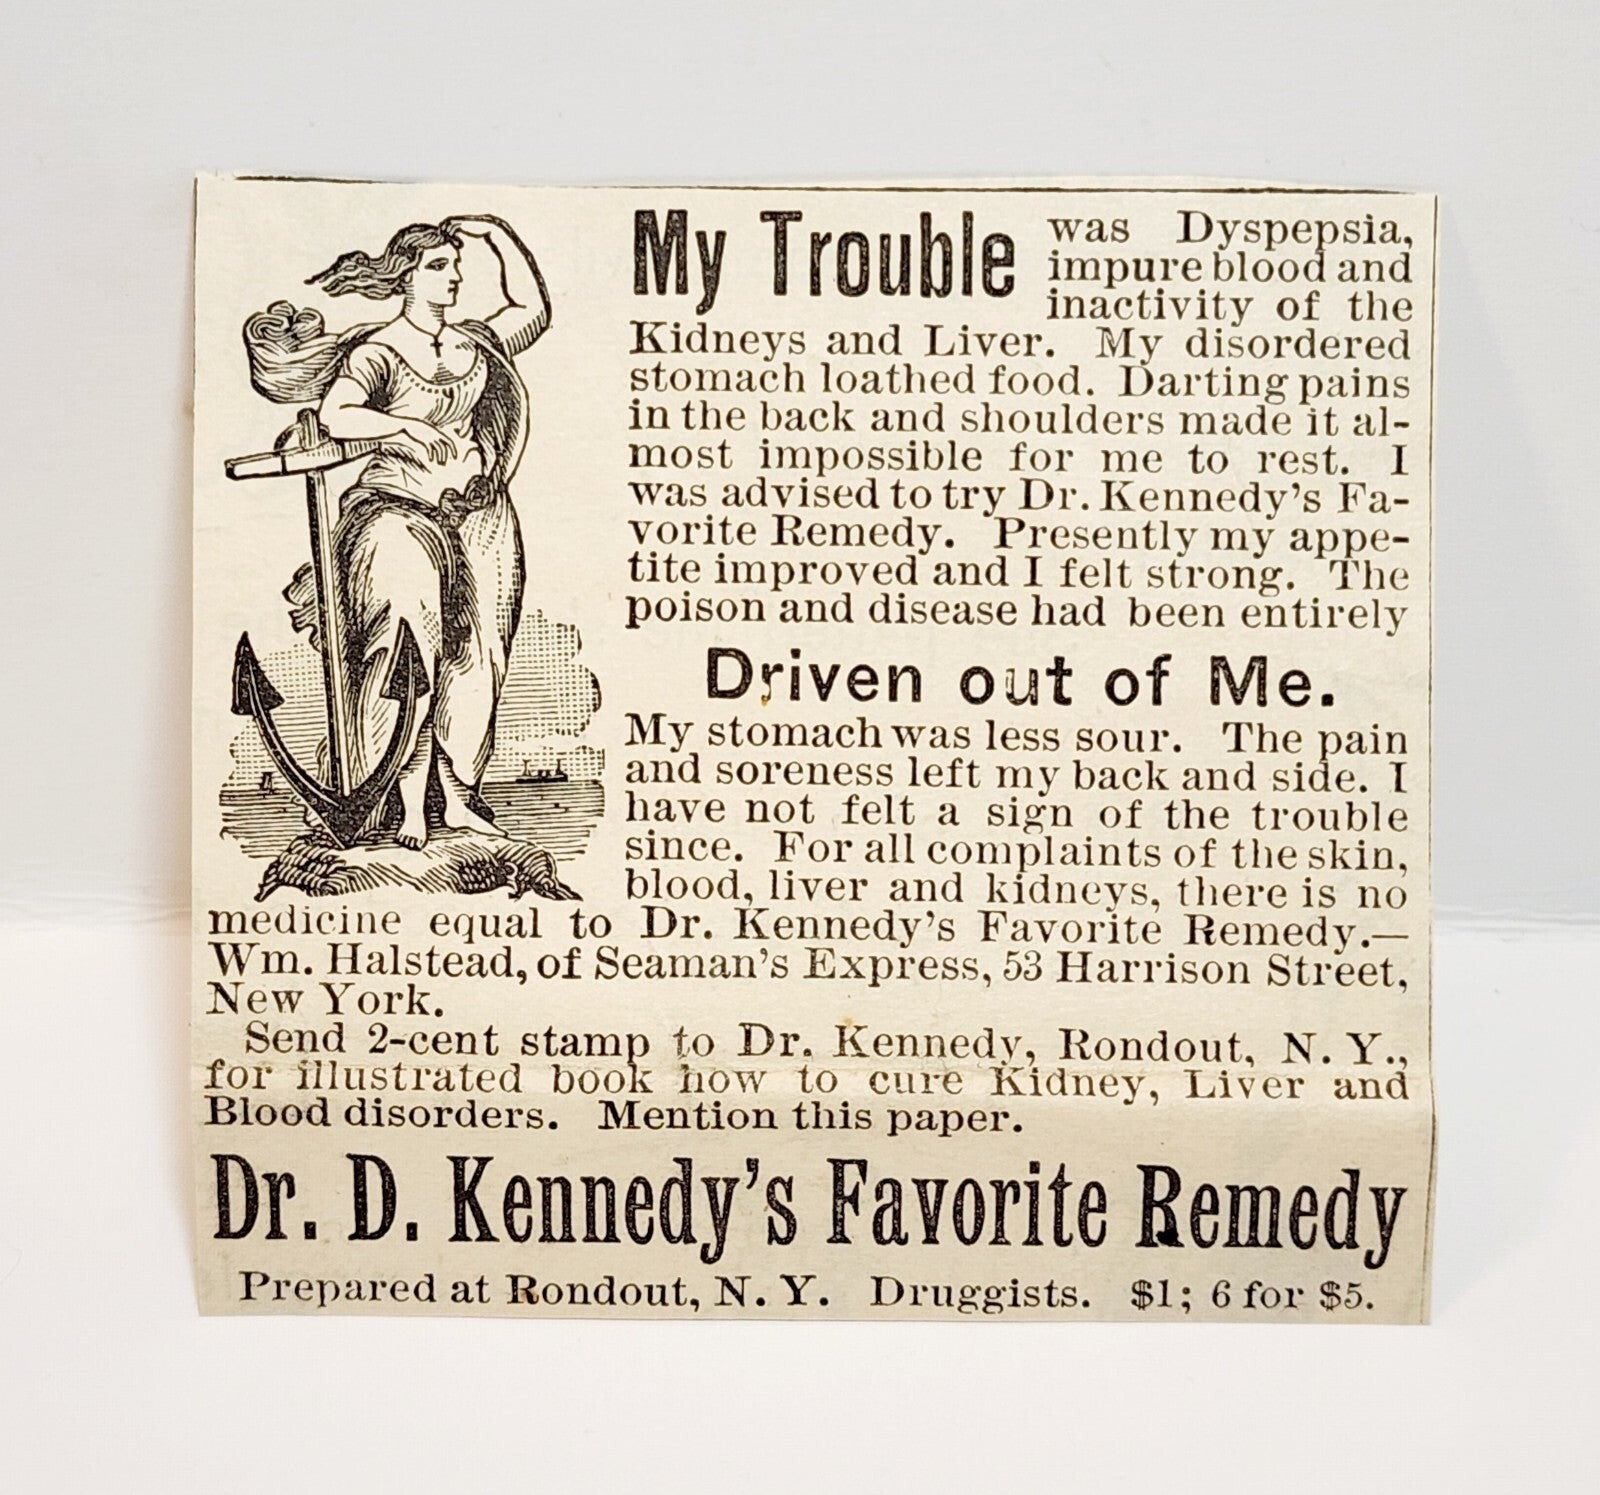 My Trouble was Dyspepsia,
impure blood and
inactivity of the
Kidneys and Liver. My disordered
stomach loathed food. Darting pains
in the back and shoulders made it al-
most impossible for me to rest. I
was advised to try Dr. Kennedy's Fa-
vorite Remedy. Presently my appe-
tite improved and I felt strong. The
poison and disease had been entirely
Driven out of Me.
My stomach was less sour. The pain
and soreness left my back and side. I
have not felt a sign of the trouble
since. For all complaints of the skin,
blood, liver and kidneys, there is no
medicine equal to Dr. Kennedy's Favorite Remedy.—
Wm. Halstead, of Seaman's Express, 53 Harrison Street,
New York.
Send 2-cent stamp to Dr. Kennedy, Rondout, N. Y.,
for illustrated book how to cure Kidney, Liver and
Blood disorders. Mention this paper.
Dr. D. Kennedy's Favorite Remedy
Prepared at Rondout, N. Y. Druggists. $1; 6 for $5.